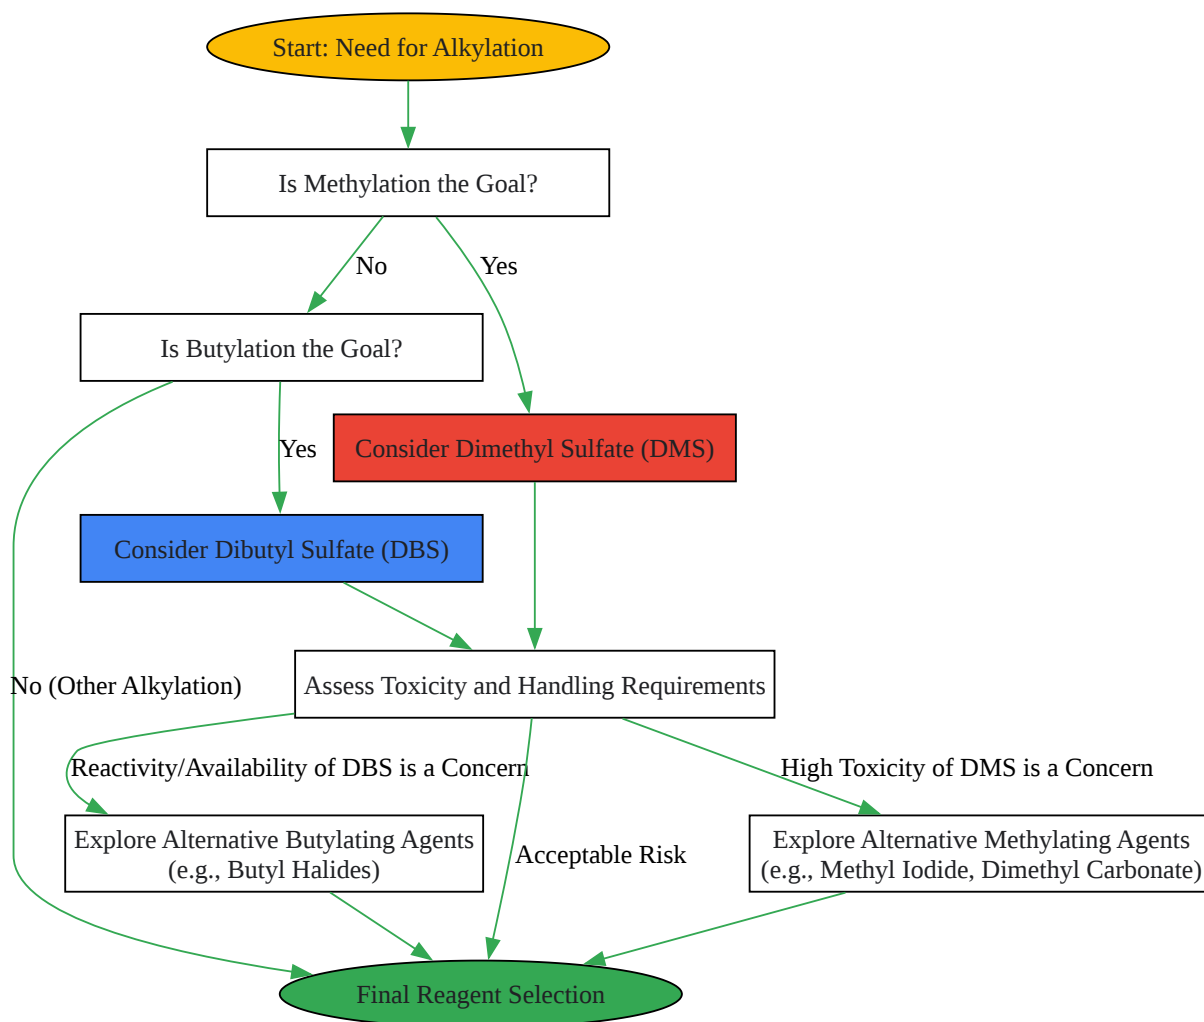 Start: Need for Alkylation
Is Methylation the Goal?
No
Yes
Is Butylation the Goal?
Yes
Consider Dimethyl Sulfate (DMS)
Consider Dibutyl Sulfate (DBS)
No (Other Alkylation)
Assess Toxicity and Handling Requirements
Reactivity/Availability of DBS is a Concern
High Toxicity of DMS is a Concern
Explore Alternative Butylating Agents
(e.g., Butyl Halides)
Acceptable Risk
Explore Alternative Methylating Agents
(e.g., Methyl Iodide, Dimethyl Carbonate)
Final Reagent Selection